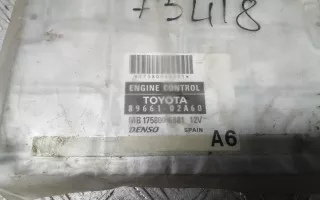 73418
ENGINE CONTROL
TOYOTA
89661-02A60
12V
DENSO SPAIN
A6